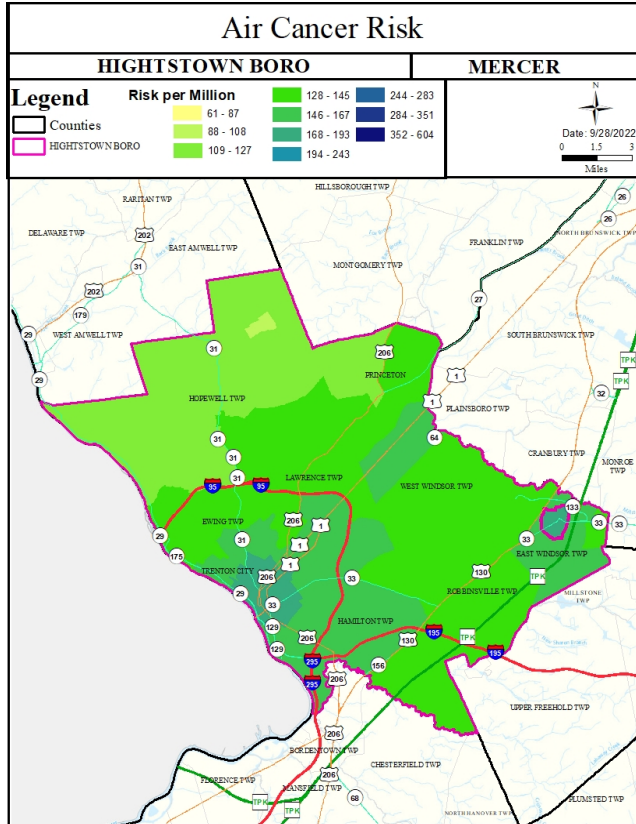 Air Cancer Risk
HIGHTSTOWN BORO
MERCER
Legend
Counties
HIGHTSTOWN BORO
Risk per Million
61 - 87
88 - 108
109 - 127
128 - 145
146 - 167
168 - 193
194 - 243
244 - 283
284 - 351
352 - 604
N
Date: 9/28/2022
0 1.5 3
Miles
HILLSBOROUGH TWP
RARITAN TWP
26
DELAWARE TWP
202
26
NORTH BRUNSWICK TWP
EAST AMWELL TWP
FRANKLIN TWP
31
MONTGOMERY TWP
202
27
179
29
WEST AMWELL TWP
SOUTH BRUNSWICK TWP
31
206
TPK
29
PRINCETON
1
TPK
32
HOPEWELL TWP
1
PLAINSBORO TWP
31
64
31
CRANBURY TWP
MONROE TWP
LAWRENCE TWP
31
95
95
WEST WINDSOR TWP
133
EWING TWP
206
1
33
33
29
31
33
175
1
EAST WINDSOR TWP
TRENTON CITY
206
1
130
TPK
33
29
ROBBINSVILLE TWP
MILLSTONE TWP
33
HAMILTON TWP
129
206
130
195
TPK
129
195
295
156
295
206
UPPER FREEHOLD TWP
206
BORDENTOWN TWP
CHESTERFIELD TWP
FLORENCE TWP
206
MANSFIELD TWP
TPK
68
TPK
PLUMSTED TWP
NORTH HANOVER TWP